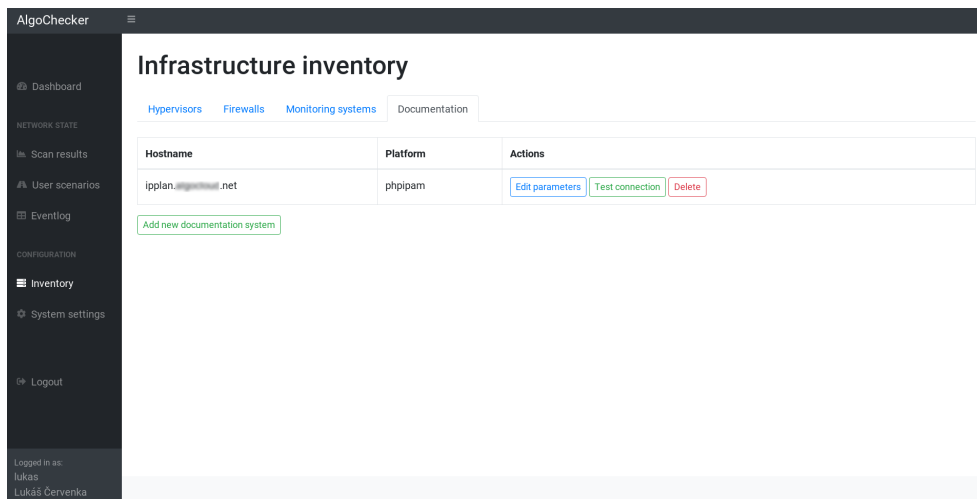 AlgoChecker
Dashboard
NETWORK STATE
Scan results
User scenarios
Eventlog
CONFIGURATION
Inventory
System settings
Logout
Logged in as:
lukas
Lukáš Červenka
Infrastructure inventory
Hypervisors Firewalls Monitoring systems Documentation
Hostname Platform Actions
ipplan. .net phpipam Edit parameters Test connection Delete
Add new documentation system